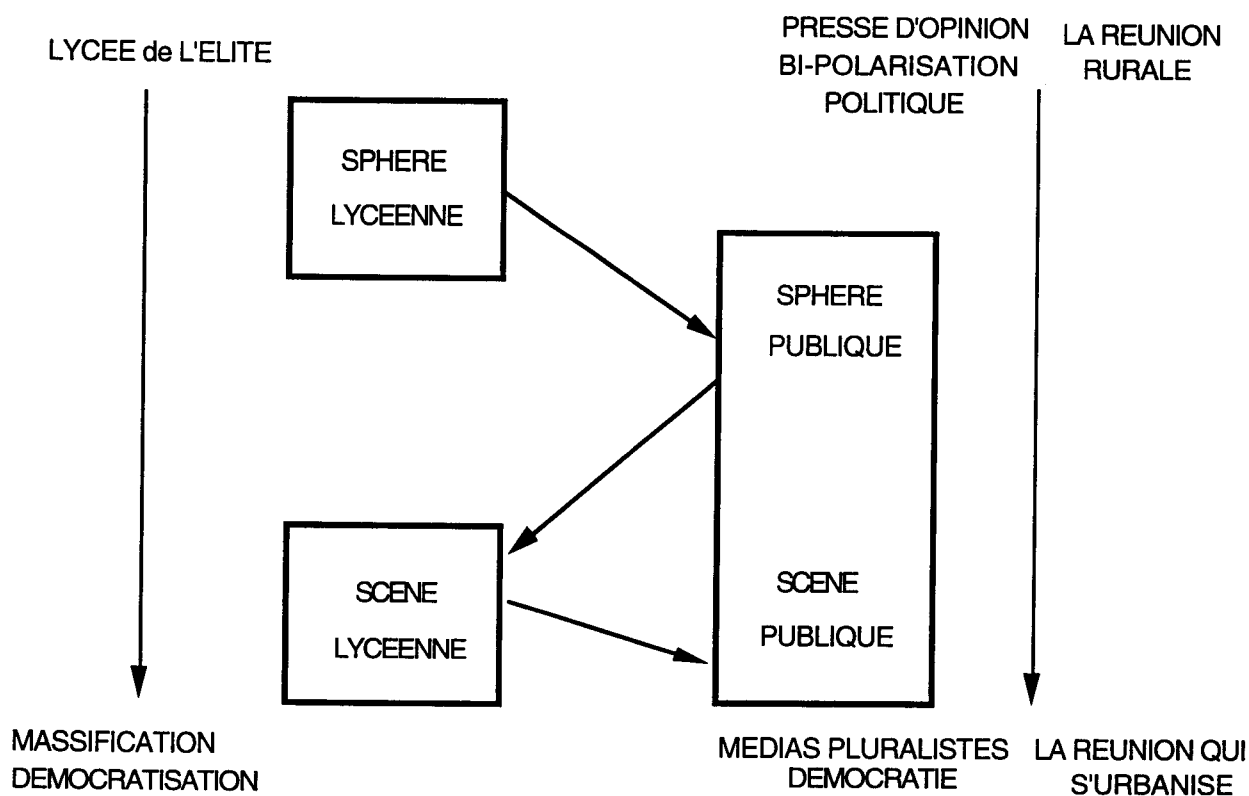 LYCEE de L'ELITE
PRESSE D'OPINION
BI-POLARISATION
POLITIQUE
LA REUNION
RURALE
SPHERE
LYCEENNE
SPHERE
PUBLIQUE
SCENE
LYCEENNE
SCENE
PUBLIQUE
MASSIFICATION
DEMOCRATISATION
MEDIAS PLURALISTES
DEMOCRATIE
LA REUNION QUI
S'URBANISE